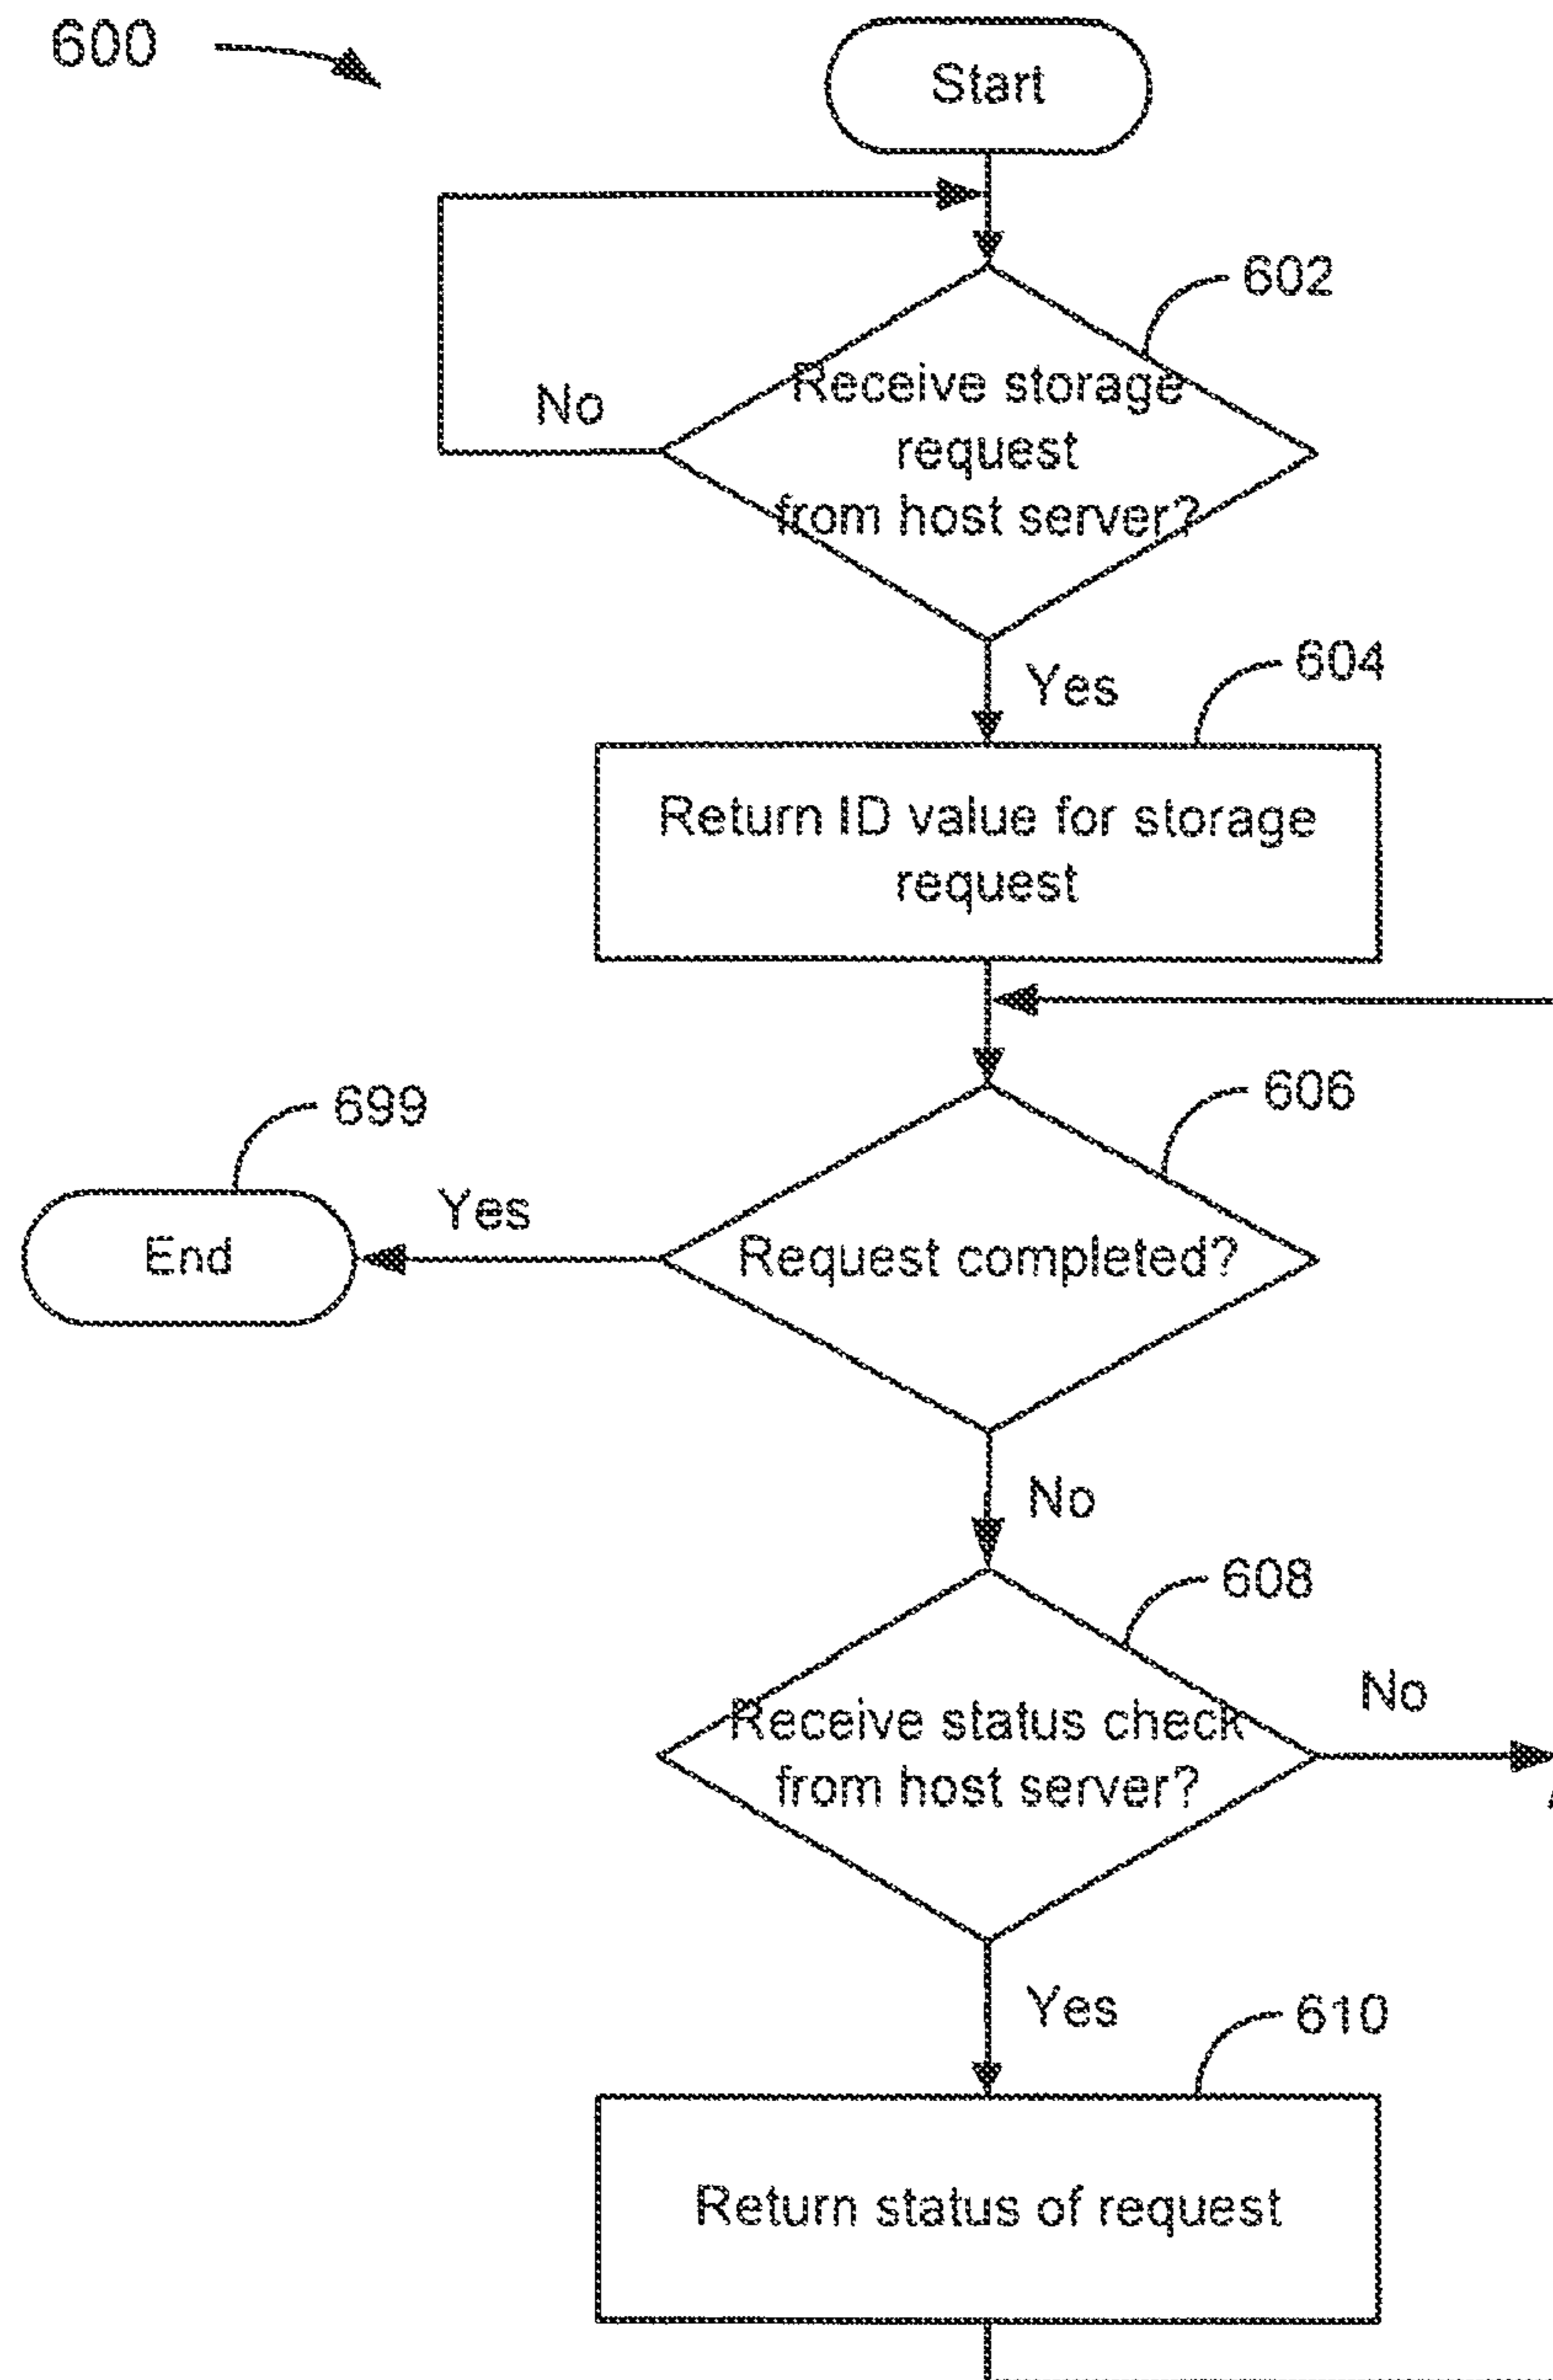 600
Start
602
Receive storage
request
from host server?
No
Yes
604
Return ID value for storage
request
606
699
Request completed?
Yes
End
No
608
Receive status check
from host server?
No
Yes
610
Return status of request